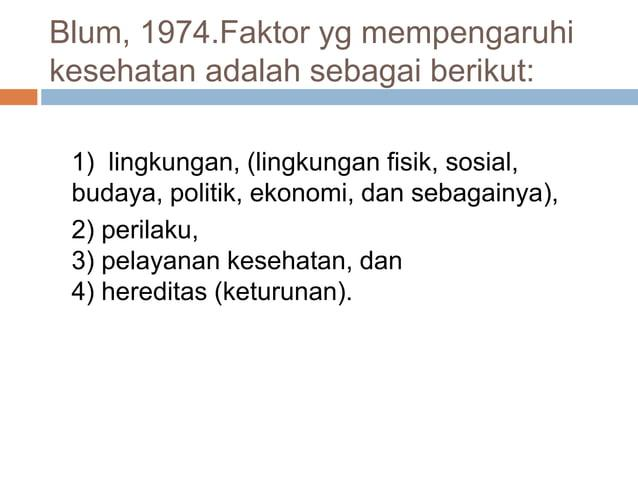 Blum, 1974.Faktor yg mempengaruhi
kesehatan adalah sebagai berikut:
1) lingkungan, (lingkungan fisik, sosial,
budaya, politik, ekonomi, dan sebagainya),
2) perilaku,
3) pelayanan kesehatan, dan
4) hereditas (keturunan).